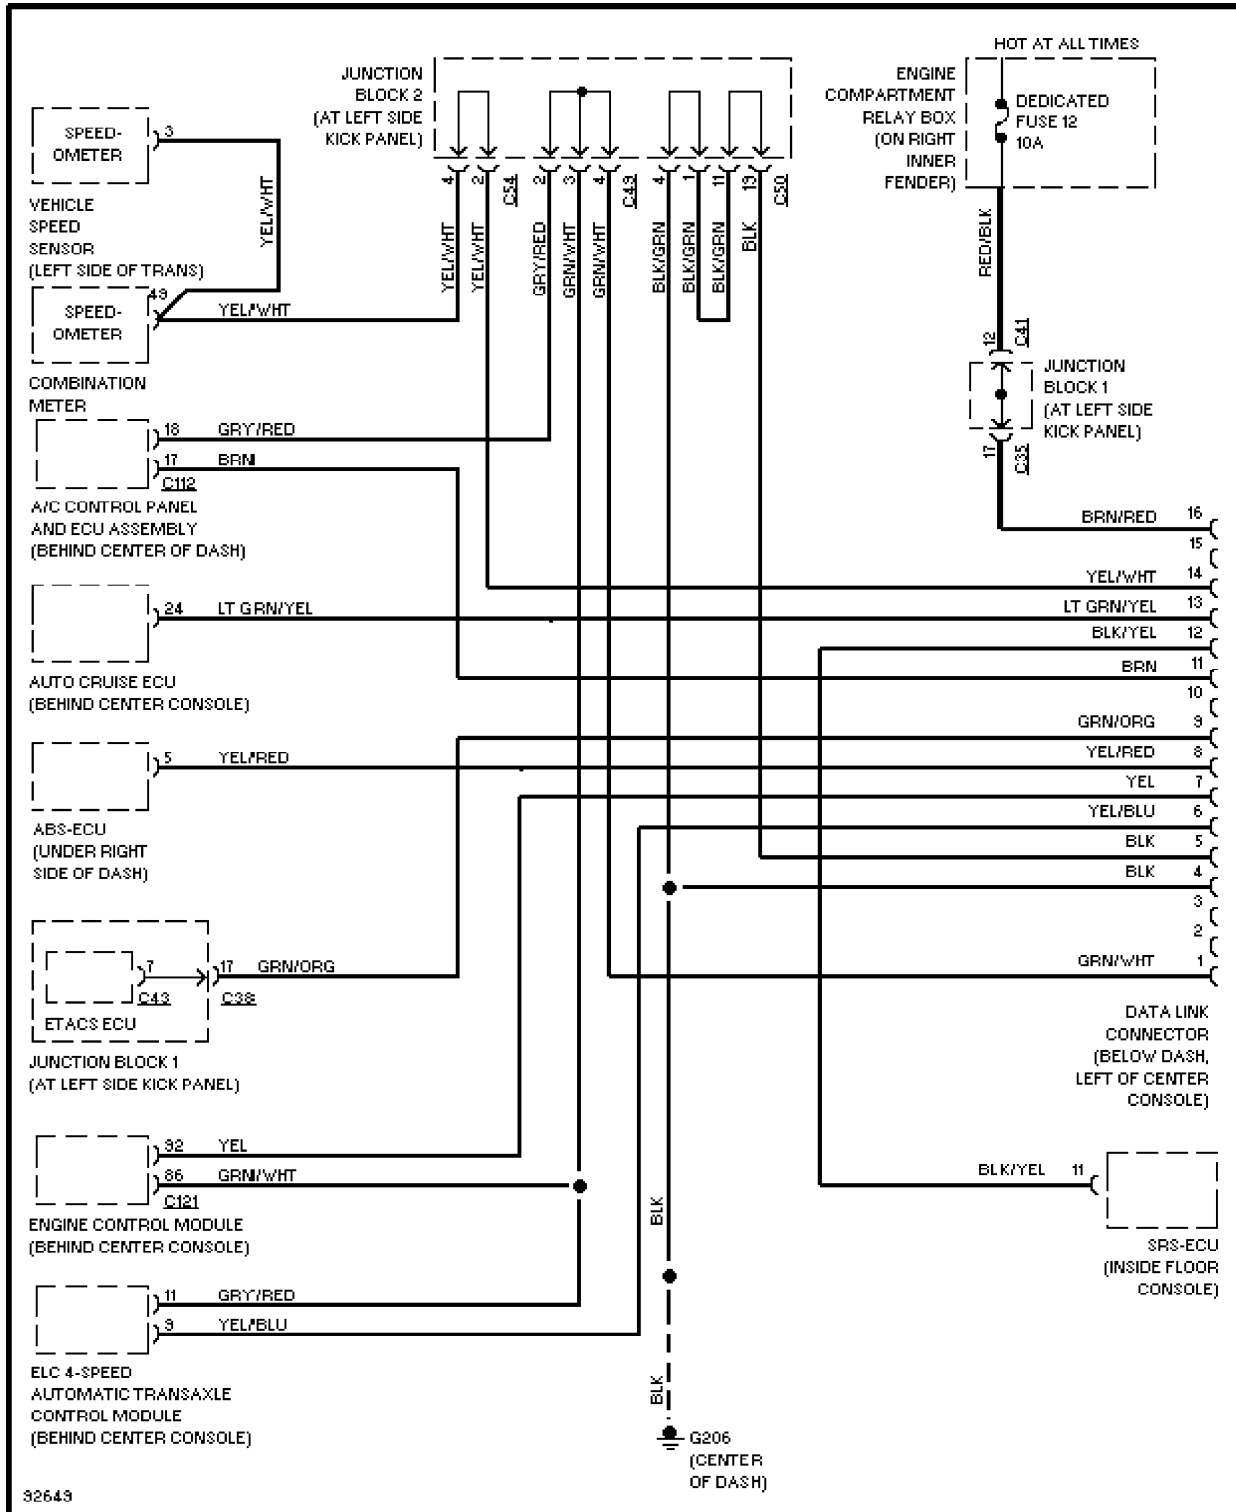 HOT AT ALL TIMES
JUNCTION
BLOCK 2
(AT LEFT SIDE
KICK PANEL)
ENGINE
COMPARTMENT
RELAY BOX
(ON RIGHT
INNER
FENDER)
DEDICATED
FUSE 12
10A
SPEED-
OMETER
3
VEHICLE
SPEED
SENSOR
(LEFT SIDE OF TRANS)
YEL/WHT
4
2
C54
2
3
4
C49
4
1
11
19
C50
YEL/WHT
YEL/WHT
GRY/RED
GRN/WHT
GRN/WHT
BLK/GRN
BLK/GRN
BLK/GRN
BLK
RED/BLK
49
SPEED-
OMETER
YEL/WHT
COMBINATION
METER
12
C41
JUNCTION
BLOCK 1
(AT LEFT SIDE
KICK PANEL)
17
C35
18 GRY/RED
17 BRN
C112
A/C CONTROL PANEL
AND ECU ASSEMBLY
(BEHIND CENTER OF DASH)
BRN/RED 16
15
YEL/WHT 14
24 LT GRN/YEL
LT GRN/YEL 13
BLK/YEL 12
BRN 11
10
AUTO CRUISE ECU
(BEHIND CENTER CONSOLE)
GRN/ORG 9
5 YEL/RED
YEL/RED 8
YEL 7
YEL/BLU 6
BLK 5
BLK 4
3
2
GRN/WHT 1
ABS-ECU
(UNDER RIGHT
SIDE OF DASH)
7
C43
17 GRN/ORG
C38
ETACS ECU
JUNCTION BLOCK 1
(AT LEFT SIDE KICK PANEL)
DATA LINK
CONNECTOR
(BELOW DASH,
LEFT OF CENTER
CONSOLE)
92 YEL
86 GRN/WHT
C121
ENGINE CONTROL MODULE
(BEHIND CENTER CONSOLE)
BLK/YEL 11
SRS-ECU
(INSIDE FLOOR
CONSOLE)
BLK
11 GRY/RED
9 YEL/BLU
ELC 4-SPEED
AUTOMATIC TRANSAXLE
CONTROL MODULE
(BEHIND CENTER CONSOLE)
BLK
G206
(CENTER
OF DASH)
92649